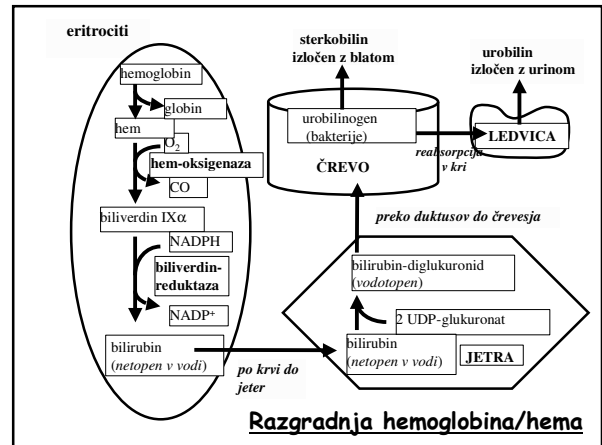 eritrociti
hemoglobin
globin
hem
O₂
hem-oksigenaza
CO
biliverdin IXα
NADPH
biliverdin-
reduktaza
NADP⁺
bilirubin
(netopen v vodi)
po krvi do
jeter
sterkobilin
izločen z blatom
urobilin
izločen z urinom
urobilinogen
(bakterije)
ČREVO
reabsorpcija
v kri
LEDVICA
preko duktusov do črevesja
bilirubin-diglukuronid
(vodotopen)
2 UDP-glukuronat
bilirubin
(netopen v vodi)
JETRA
Razgradnja hemoglobina/hema